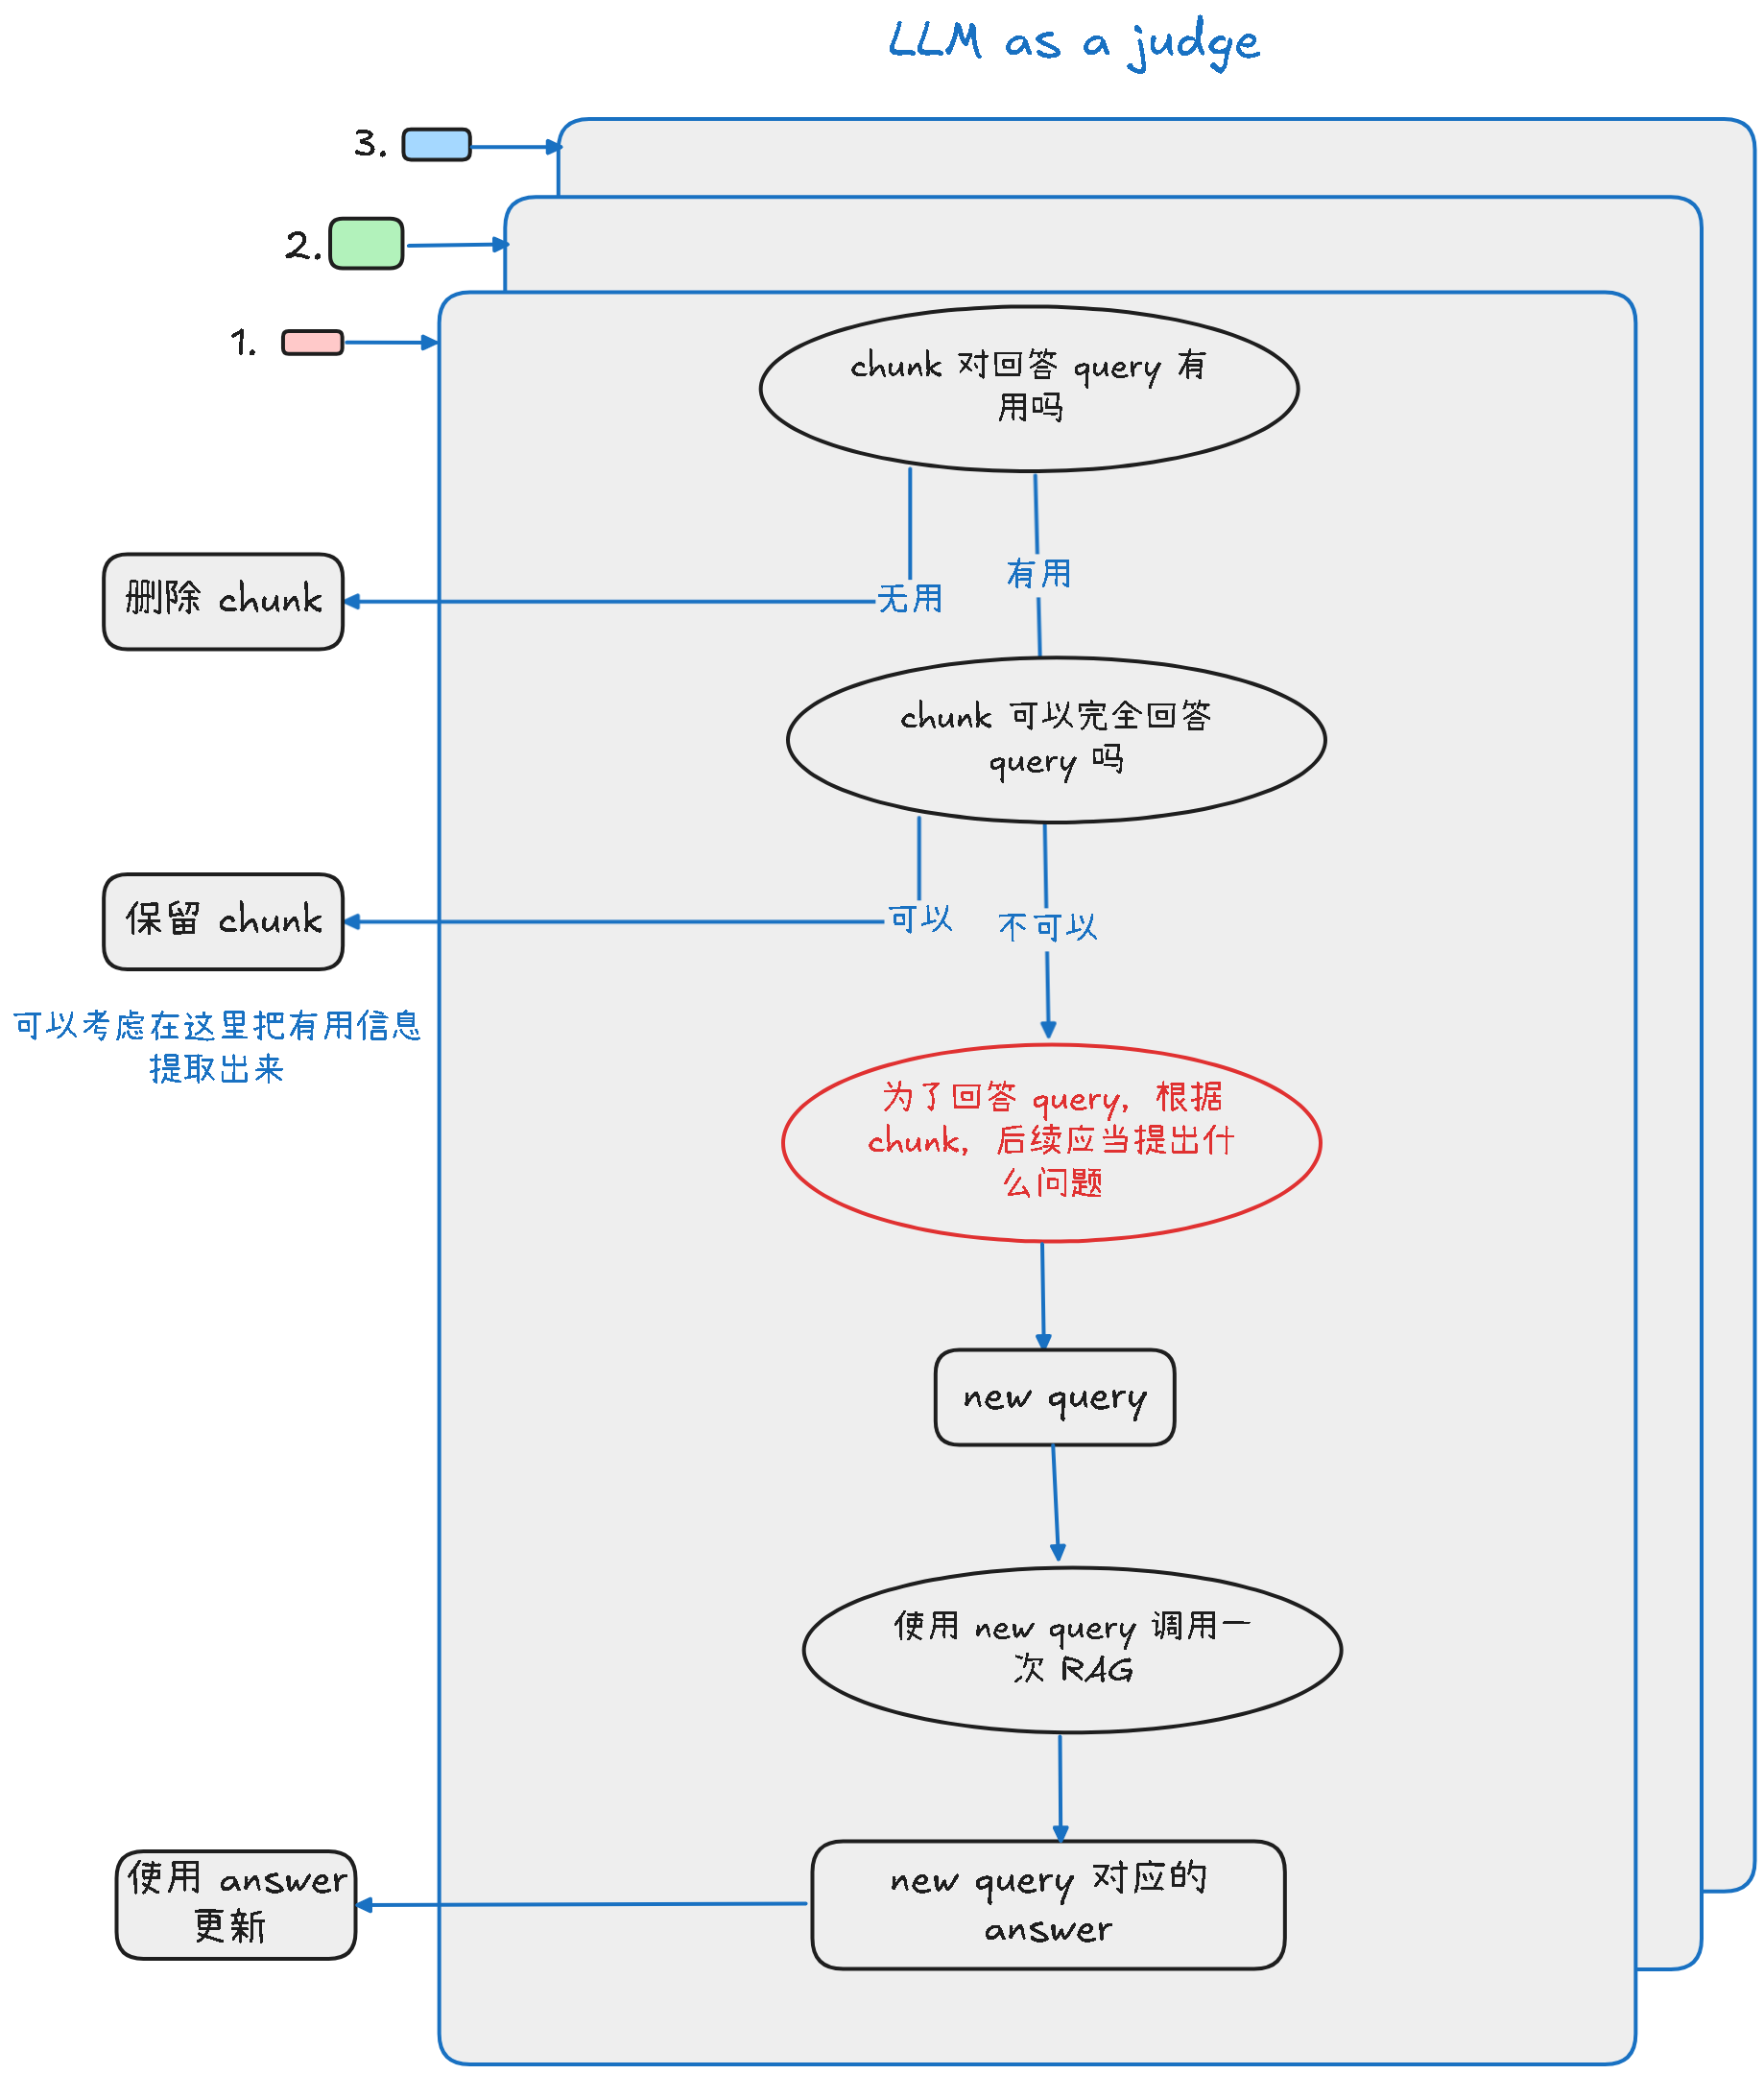 LLM as a judge
3.
2.
1.
chunk 对回答 query 有
用吗
有用
无用
删除 chunk
chunk 可以完全回答
query 吗
可以
不可以
保留 chunk
可以考虑在这里把有用信息
提取出来
为了回答 query, 根据
chunk, 后续应当提出什
么问题
new query
使用 new query 调用一
次 RAG
new query 对应的
answer
使用 answer
更新